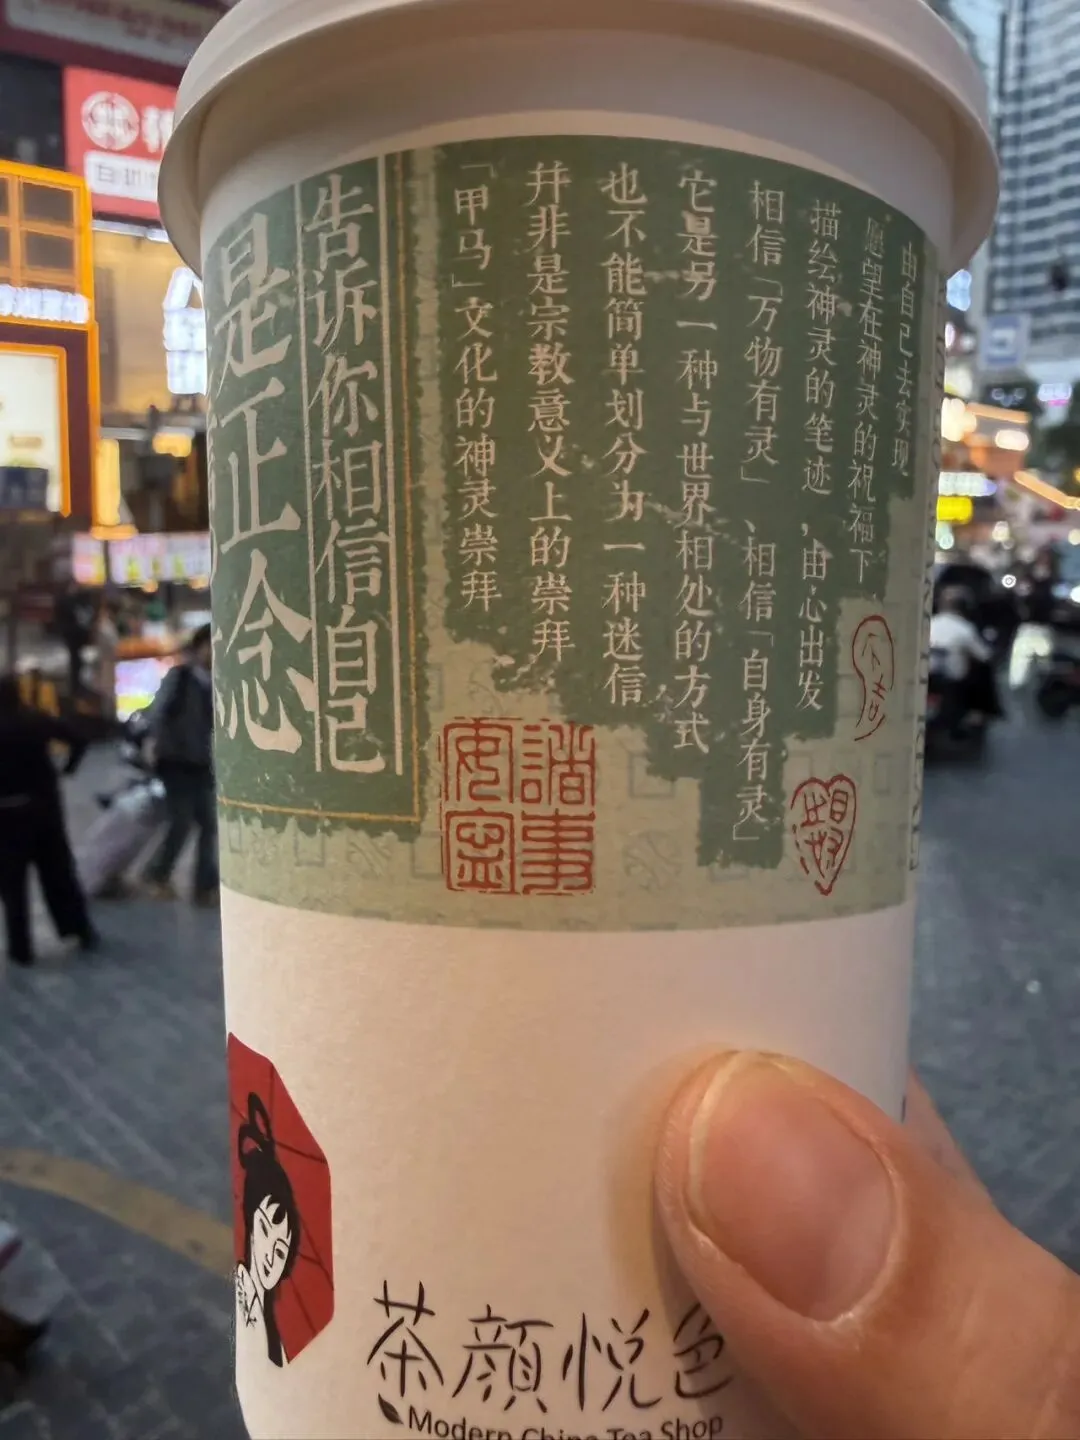 告诉你相信自己
是正念
「甲马」文化的神灵崇拜
并非是宗教意义上的崇拜
也不能简单划分为一种迷信
它是另一种与世界相处的方式
相信「万物有灵」、相信「自身有灵」
描绘神灵的笔迹，由心出发
愿望在神灵的祝福下
由自己去实现
諸事
安寧
茶颜悦色
Modern China Tea Shop